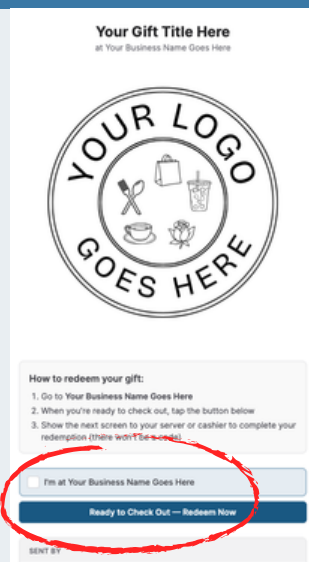 Your Gift Title Here
at Your Business Name Goes Here
YOUR LOGO
GOES HERE
How to redeem your gift:
1. Go to Your Business Name Goes Here
2. When you're ready to check out, tap the button below
3. Show the next screen to your server or cashier to complete your
redemption (there won't be a code)
I'm at Your Business Name Goes Here
Ready to Check Out — Redeem Now
SENT BY